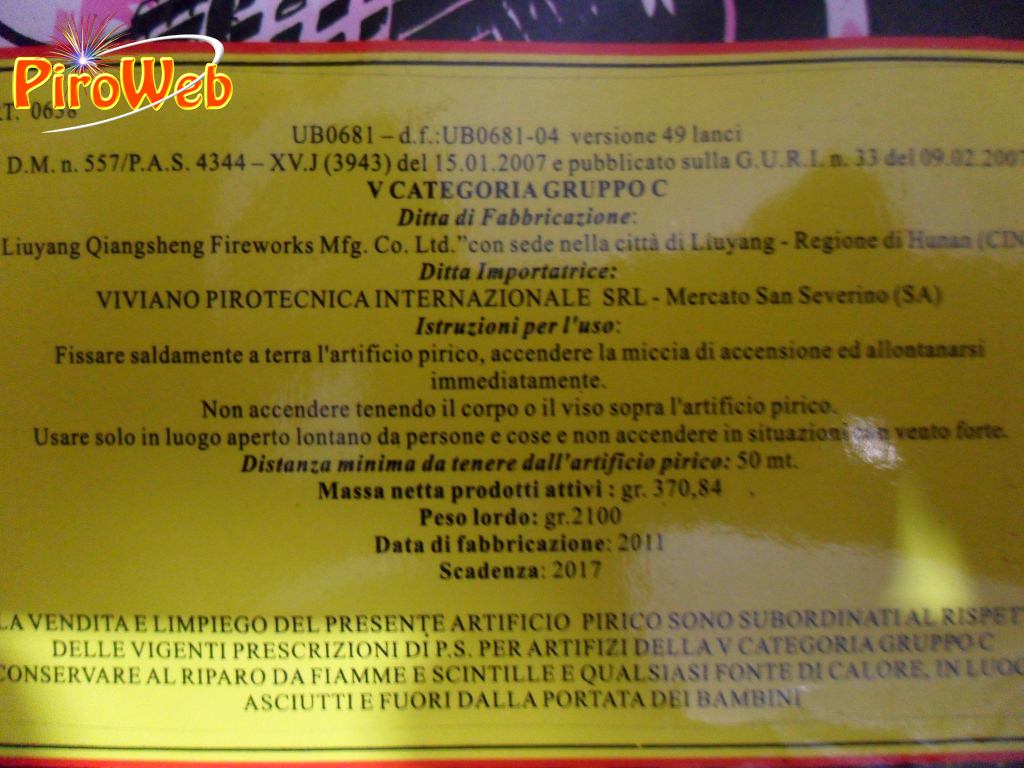 PiroWeb
RT. 0638
UB0681 – d.f.:UB0681-04 versione 49 lanci
D.M. n. 557/P.A.S. 4344 – XV.J (3943) del 15.01.2007 e pubblicato sulla G.U.R.I. n. 33 del 09.02.2007
V CATEGORIA GRUPPO C
Ditta di Fabbricazione:
Liuyang Qiangsheng Fireworks Mfg. Co. Ltd."con sede nella città di Liuyang - Regione di Hunan (CIN
Ditta Importatrice:
VIVIANO PIROTECNICA INTERNAZIONALE SRL - Mercato San Severino (SA)
Istruzioni per l'uso:
Fissare saldamente a terra l'artificio pirico, accendere la miccia di accensione ed allontanarsi
immediatamente.
Non accendere tenendo il corpo o il viso sopra l'artificio pirico.
Usare solo in luogo aperto lontano da persone e cose e non accendere in situazioni con vento forte.
Distanza minima da tenere dall'artificio pirico: 50 mt.
Massa netta prodotti attivi : gr. 370,84
Peso lordo: gr.2100
Data di fabbricazione: 2011
Scadenza: 2017
LA VENDITA E LIMPIEGO DEL PRESENTE ARTIFICIO PIRICO SONO SUBORDINATI AL RISPETT
DELLE VIGENTI PRESCRIZIONI DI P.S. PER ARTIFIZI DELLA V CATEGORIA GRUPPO C
CONSERVARE AL RIPARO DA FIAMME E SCINTILLE E QUALSIASI FONTE DI CALORE, IN LUOG
ASCIUTTI E FUORI DALLA PORTATA DEI BAMBINI